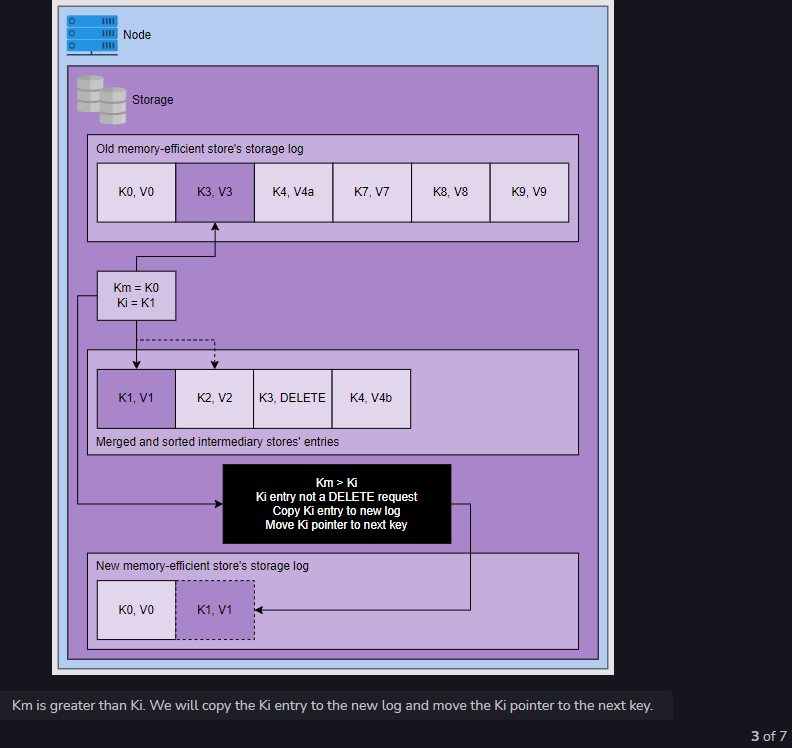 Node
Storage
Old memory-efficient store's storage log
K0, V0
K3, V3
K4, V4a
K7, V7
K8, V8
K9, V9
Km = K0
Ki = K1
K1, V1
K2, V2
K3, DELETE
K4, V4b
Merged and sorted intermediary stores' entries
Km > Ki
Ki entry not a DELETE request
Copy Ki entry to new log
Move Ki pointer to next key
New memory-efficient store's storage log
K0, V0
K1, V1
Km is greater than Ki. We will copy the Ki entry to the new log and move the Ki pointer to the next key.
3 of 7